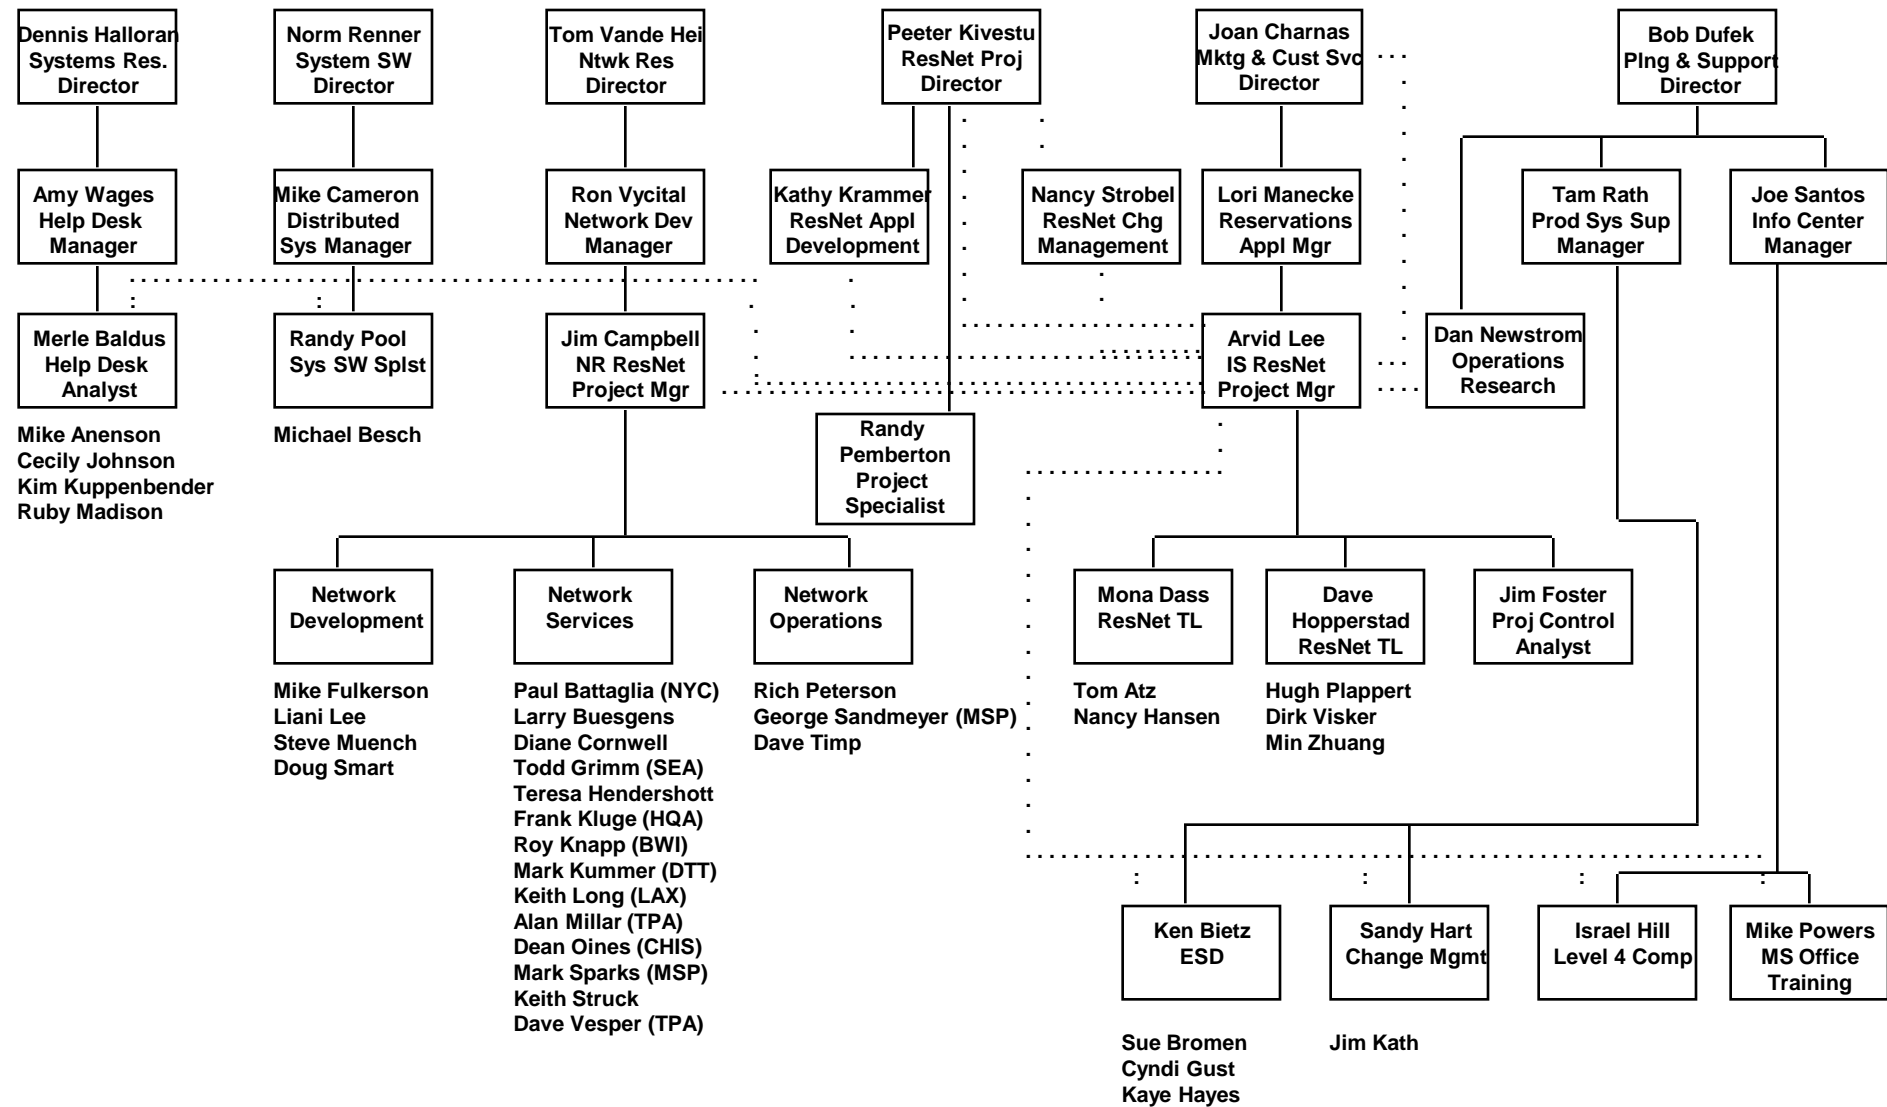 Dennis Halloran
Systems Res.
Director
Norm Renner
System SW
Director
Tom Vande Hei
Ntwk Res
Director
Peeter Kivestu
ResNet Proj
Director
Joan Charnas
Mktg & Cust Svc
Director
Bob Dufek
Plng & Support
Director
Amy Wages
Help Desk
Manager
Mike Cameron
Distributed
Sys Manager
Ron Vycital
Network Dev
Manager
Kathy Krammer
ResNet Appl
Development
Nancy Strobel
ResNet Chg
Management
Lori Manecke
Reservations
Appl Mgr
Tam Rath
Prod Sys Sup
Manager
Joe Santos
Info Center
Manager
Merle Baldus
Help Desk
Analyst
Randy Pool
Sys SW Splst
Jim Campbell
NR ResNet
Project Mgr
Arvid Lee
IS ResNet
Project Mgr
Dan Newstrom
Operations
Research
Mike Anenson
Cecily Johnson
Kim Kuppenbender
Ruby Madison
Michael Besch
Randy
Pemberton
Project
Specialist
Network
Development
Network
Services
Network
Operations
Mona Dass
ResNet TL
Dave
Hopperstad
ResNet TL
Jim Foster
Proj Control
Analyst
Mike Fulkerson
Liani Lee
Steve Muench
Doug Smart
Paul Battaglia (NYC)
Larry Buesgens
Diane Cornwell
Todd Grimm (SEA)
Teresa Hendershott
Frank Kluge (HQA)
Roy Knapp (BWI)
Mark Kummer (DTT)
Keith Long (LAX)
Alan Millar (TPA)
Dean Oines (CHIS)
Mark Sparks (MSP)
Keith Struck
Dave Vesper (TPA)
Rich Peterson
George Sandmeyer (MSP)
Dave Timp
Tom Atz
Nancy Hansen
Hugh Plappert
Dirk Visker
Min Zhuang
Ken Bietz
ESD
Sandy Hart
Change Mgmt
Israel Hill
Level 4 Comp
Mike Powers
MS Office
Training
Sue Bromen
Cyndi Gust
Kaye Hayes
Jim Kath